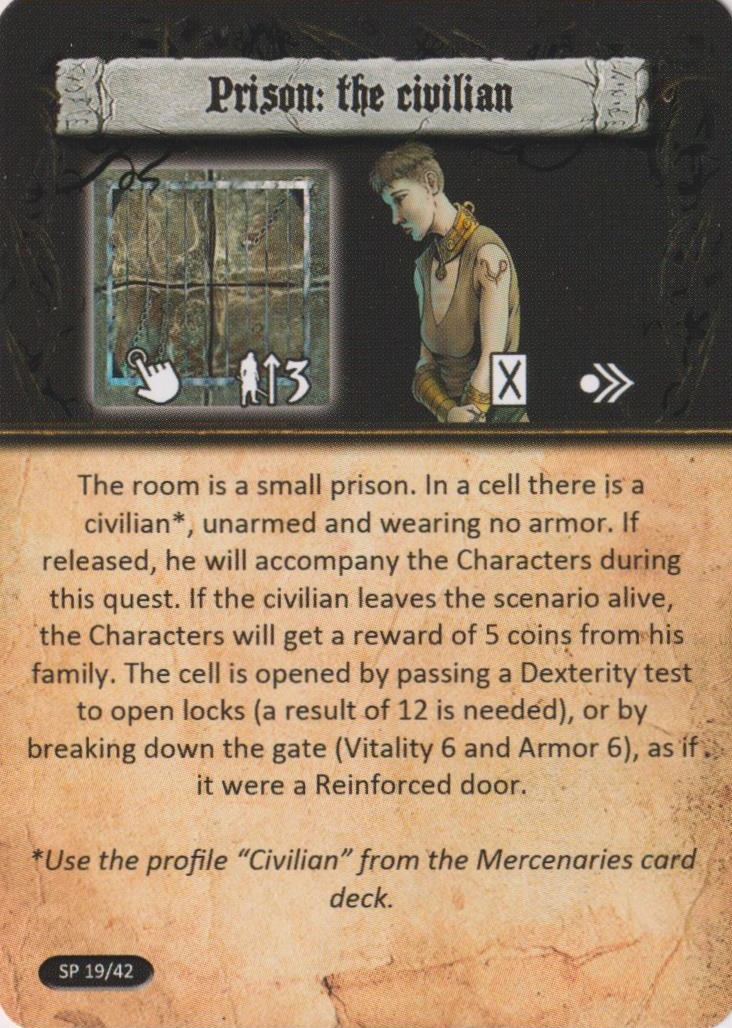 Prison: the civilian
3
X
The room is a small prison. In a cell there is a
civilian*, unarmed and wearing no armor. If
released, he will accompany the Characters during
this quest. If the civilian leaves the scenario alive,
the Characters will get a reward of 5 coins from his
family. The cell is opened by passing a Dexterity test
to open locks (a result of 12 is needed), or by
breaking down the gate (Vitality 6 and Armor 6), as if
it were a Reinforced door.
*Use the profile “Civilian” from the Mercenaries card
deck.
SP 19/42